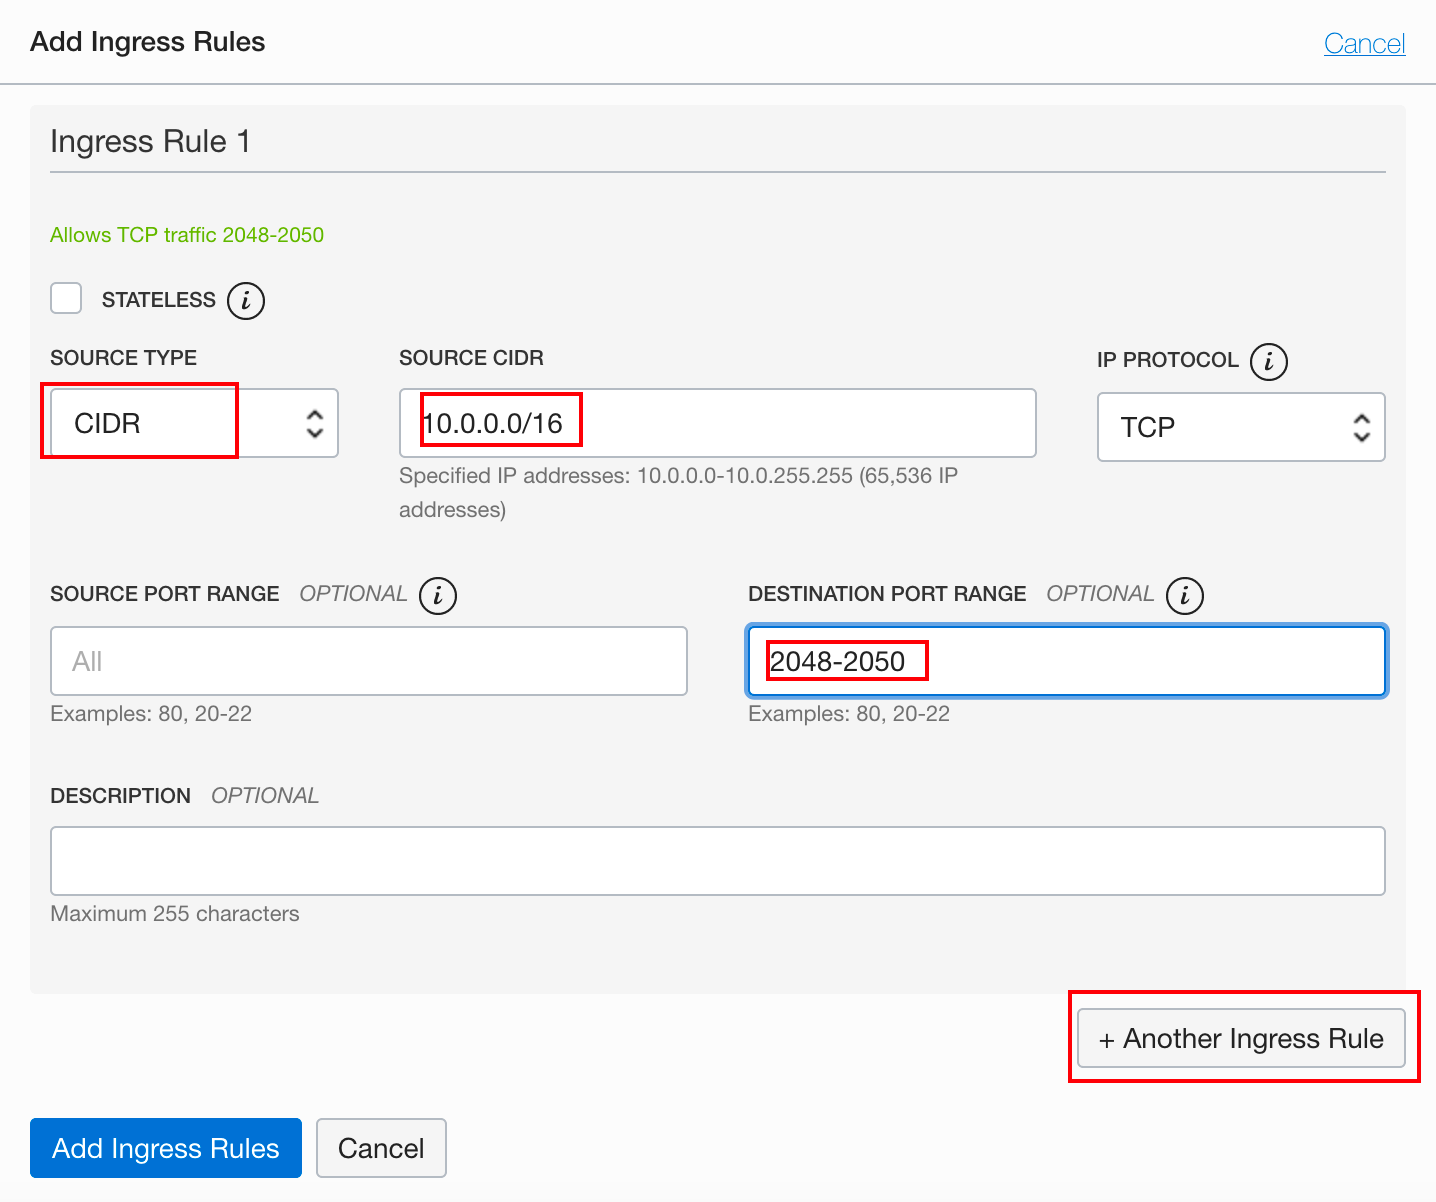 Add Ingress Rules
Cancel
Ingress Rule 1
Allows TCP traffic 2048-2050
STATELESS i
SOURCE TYPE
SOURCE CIDR
IP PROTOCOL i
CIDR
10.0.0.0/16
TCP
Specified IP addresses: 10.0.0.0-10.0.255.255 (65,536 IP
addresses)
SOURCE PORT RANGE OPTIONAL i
DESTINATION PORT RANGE OPTIONAL i
All
2048-2050
Examples: 80, 20-22
Examples: 80, 20-22
DESCRIPTION OPTIONAL
Maximum 255 characters
+ Another Ingress Rule
Add Ingress Rules
Cancel